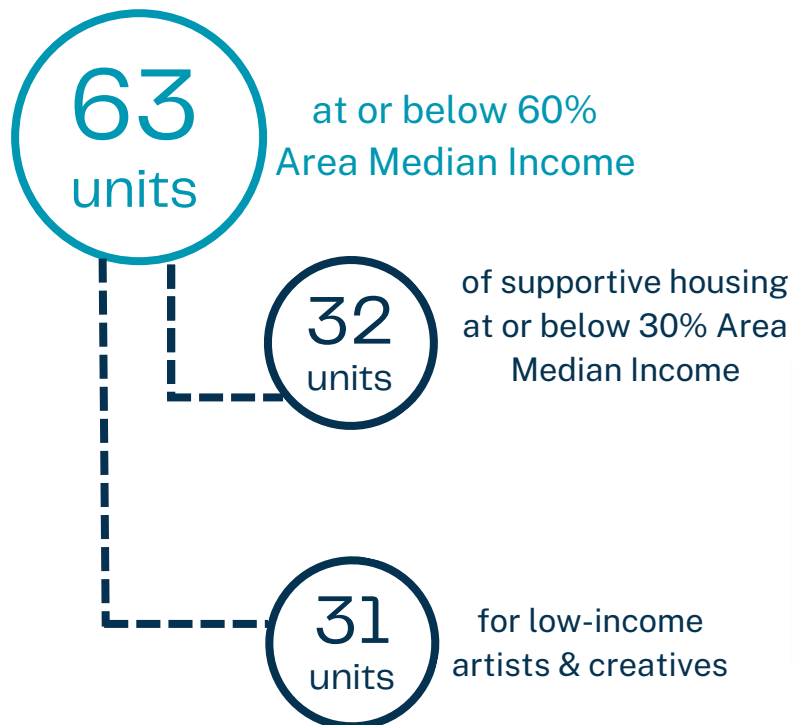 63
units
at or below 60%
Area Median Income
32
units
of supportive housing
at or below 30% Area
Median Income
31
units
for low-income
artists & creatives